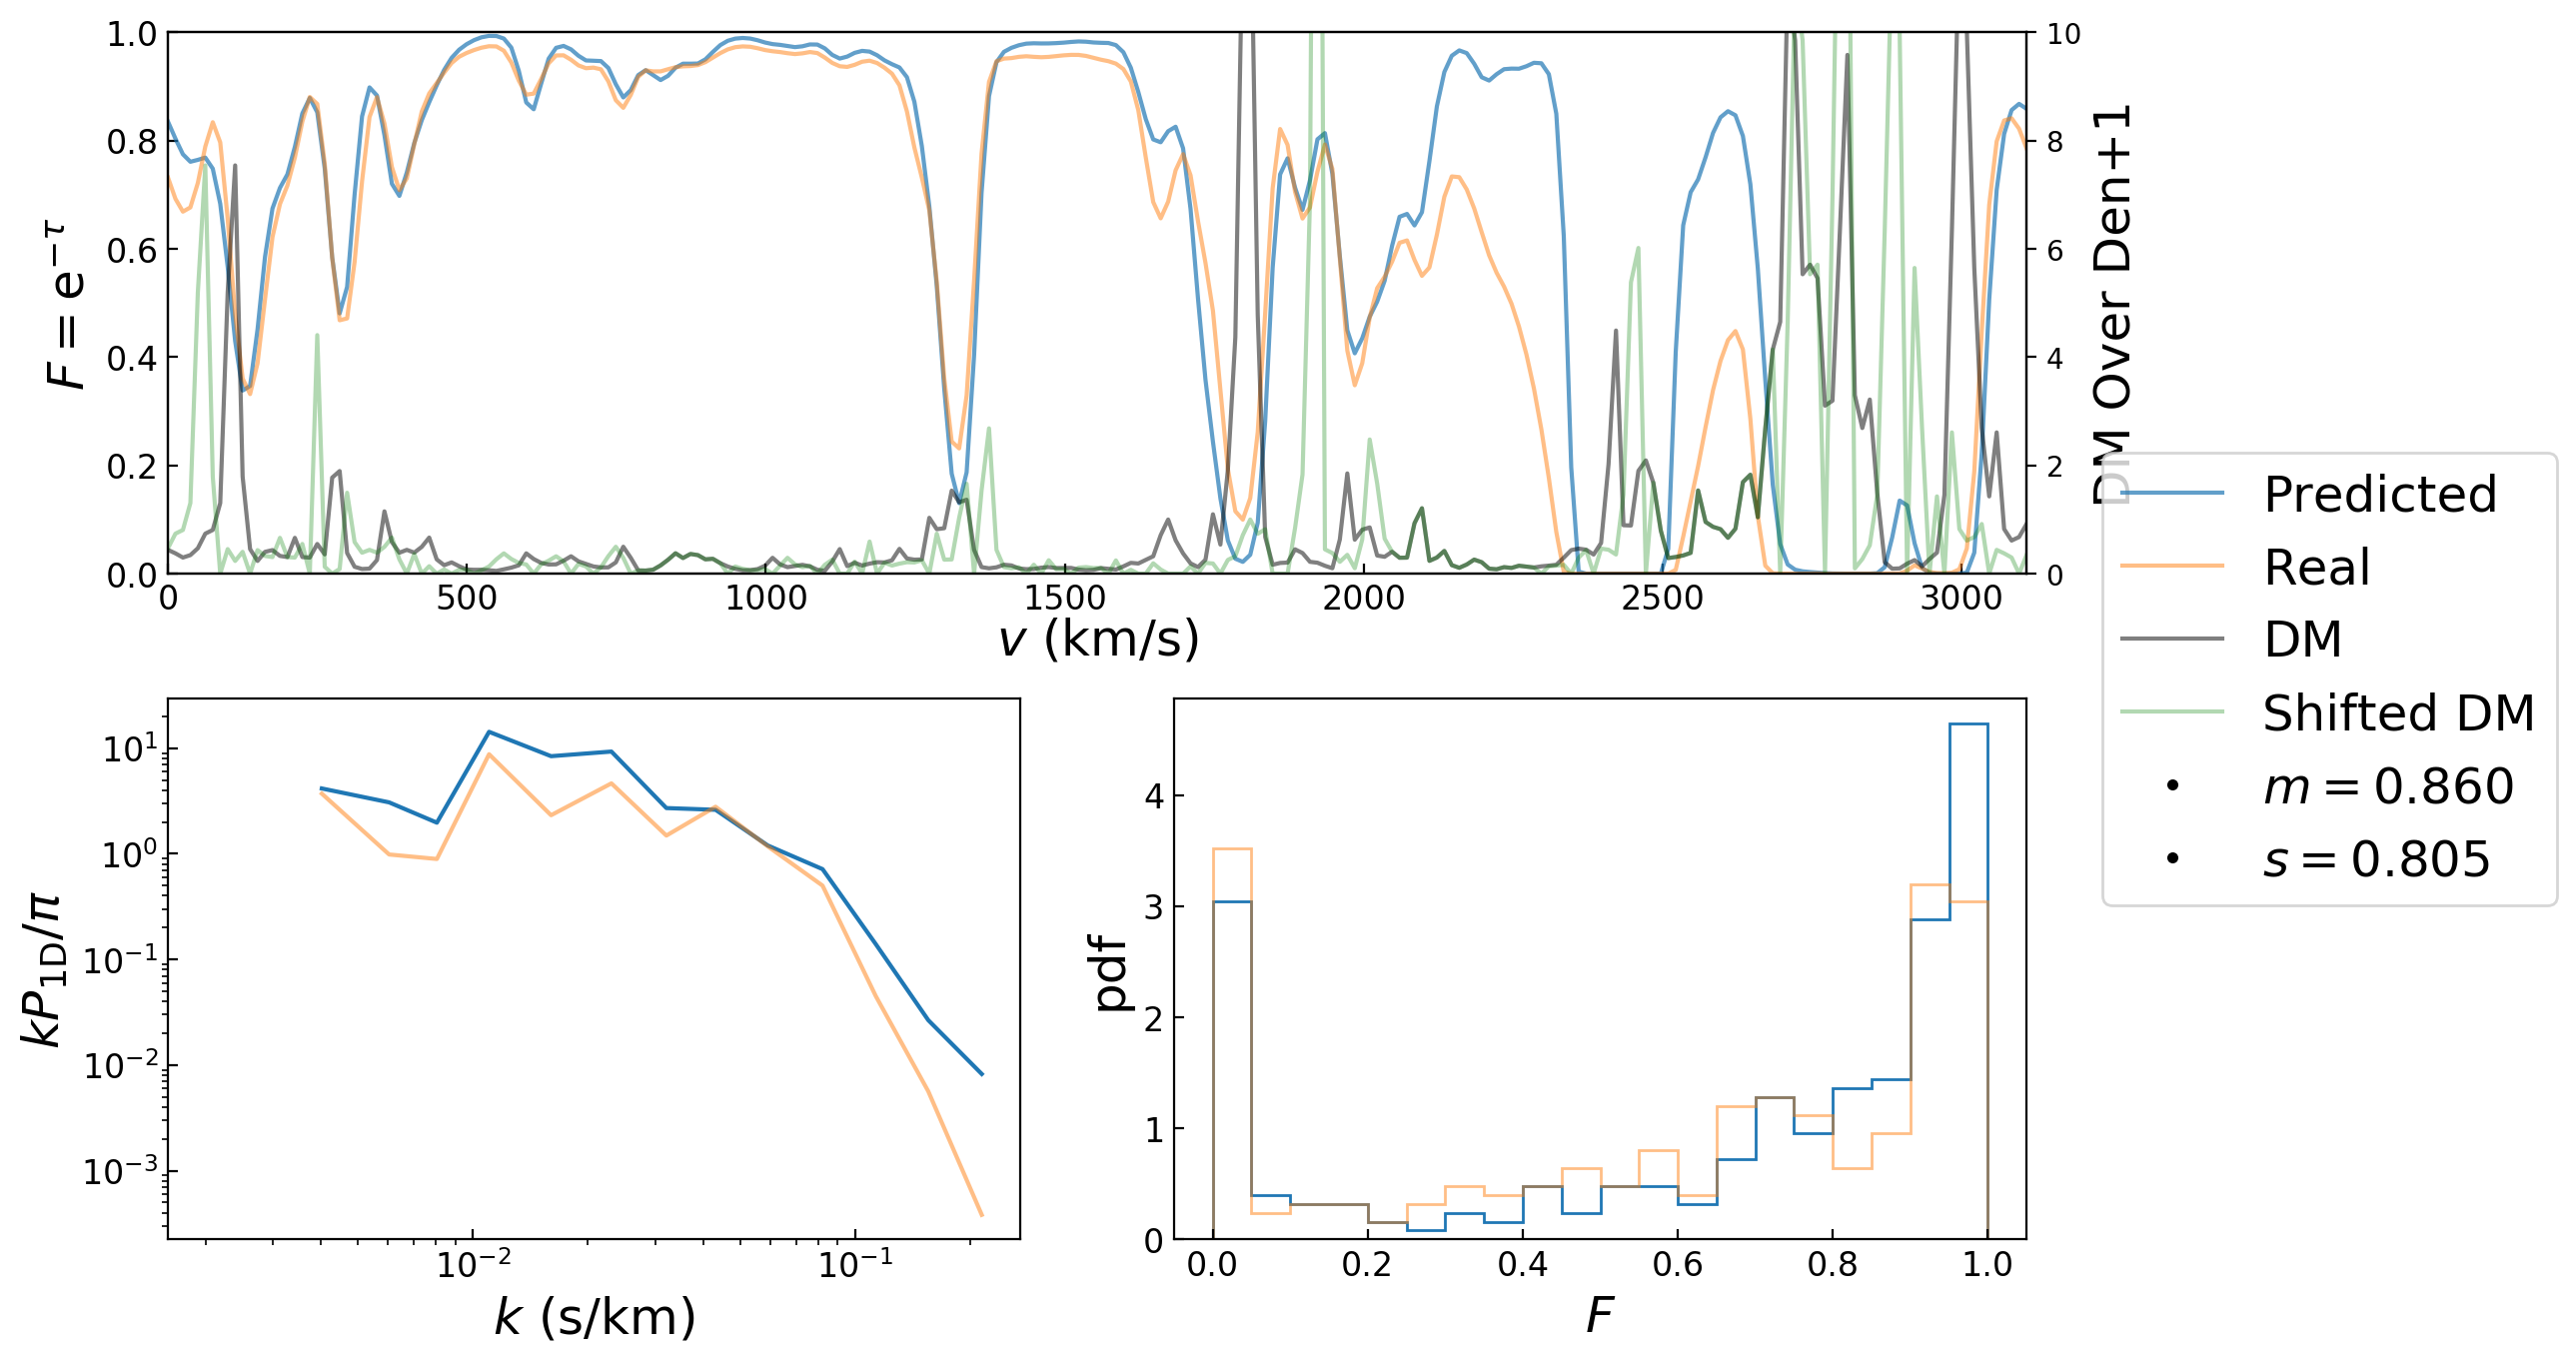 1.0
0.8
0.6
0.4
0.2
0.0
F = e^{-τ}
10
8
6
4
2
0
DM Over Den+1
0 500 1000 1500 2000 2500 3000
v (km/s)
Predicted
Real
DM
Shifted DM
m = 0.860
s = 0.805
10^1
10^0
10^{-1}
10^{-2}
10^{-3}
kP_{1D}/π
10^{-2} 10^{-1}
k (s/km)
4
3
2
1
0
pdf
0.0 0.2 0.4 0.6 0.8 1.0
F